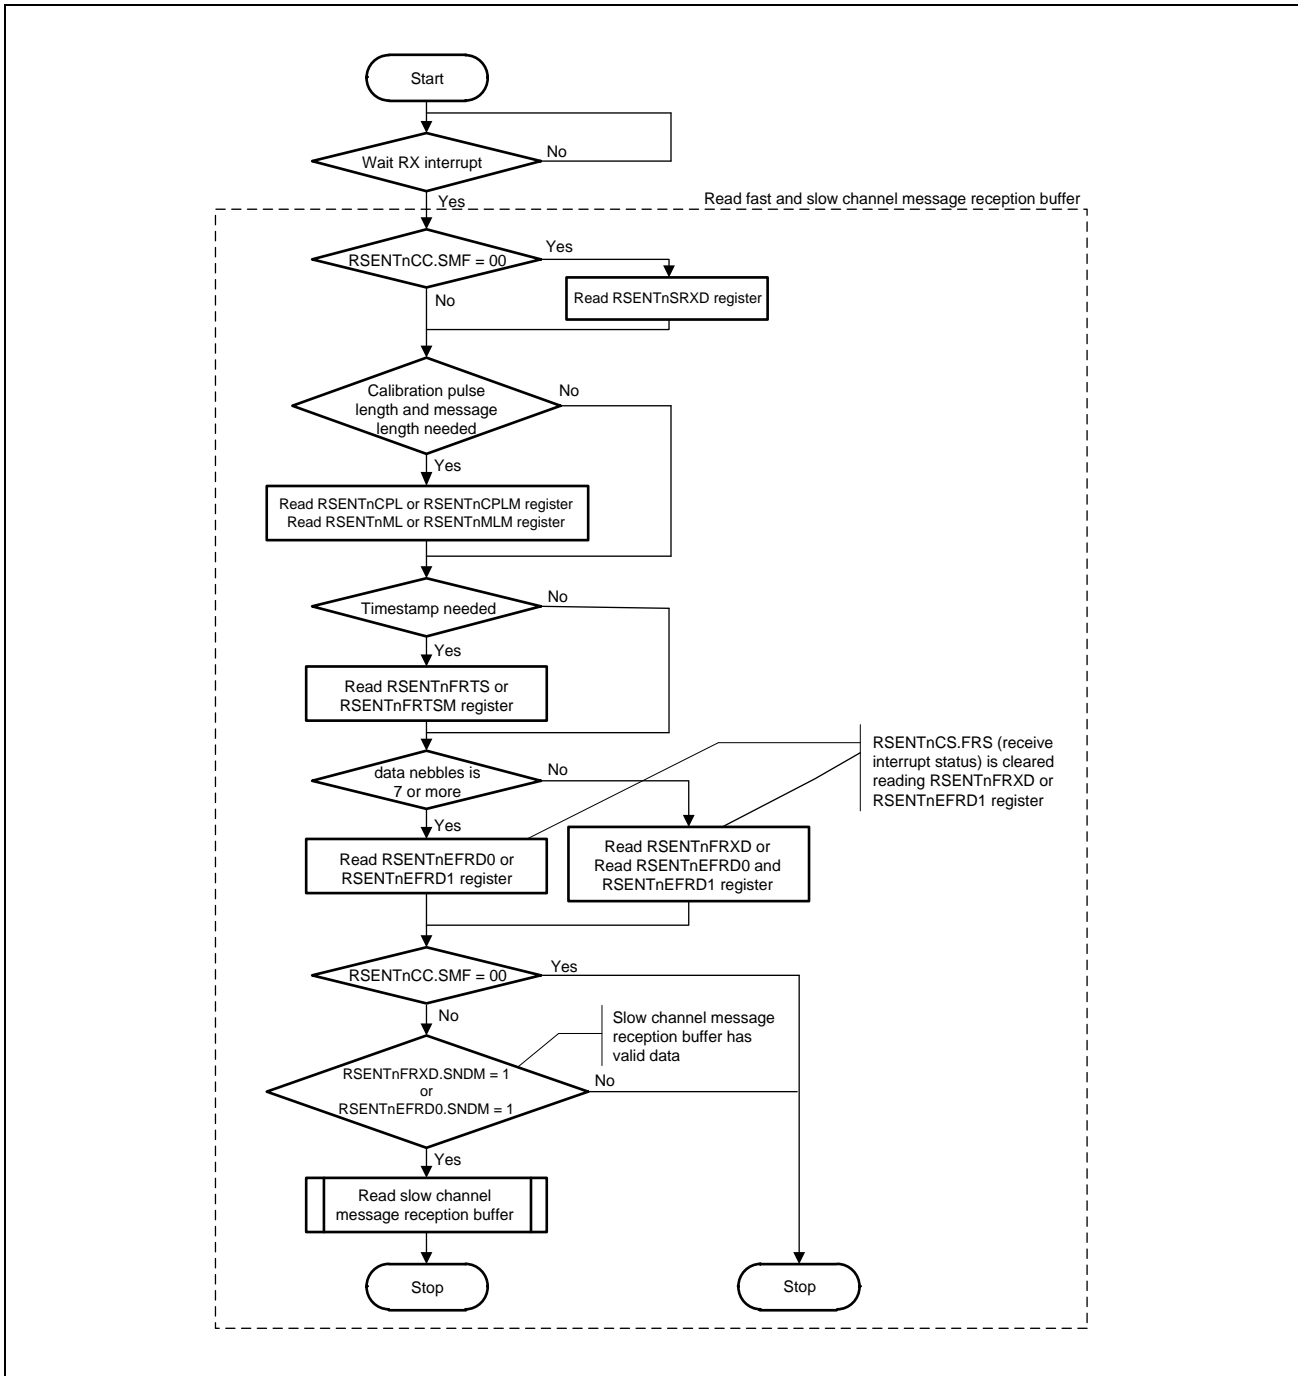 Start
Wait RX interrupt
No
Yes
Read fast and slow channel message reception buffer
RSENTnCC.SMF = 00
Yes
No
Read RSENTnSRXD register
Calibration pulse
length and message
length needed
No
Yes
Read RSENTnCPL or RSENTnCPLM register
Read RSENTnML or RSENTnMLM register
Timestamp needed
No
Yes
Read RSENTnFRTS or
RSENTnFRTSM register
data nebbles is
7 or more
No
Yes
RSENTnCS.FRS (receive
interrupt status) is cleared
reading RSENTnFRXD or
RSENTnEFRD1 register
Read RSENTnEFRD0 or
RSENTnEFRD1 register
Read RSENTnFRXD or
Read RSENTnEFRD0 and
RSENTnEFRD1 register
RSENTnCC.SMF = 00
Yes
No
Slow channel message
reception buffer has
valid data
RSENTnFRXD.SNDM = 1
or
RSENTnEFRD0.SNDM = 1
No
Yes
Read slow channel
message reception buffer
Stop
Stop